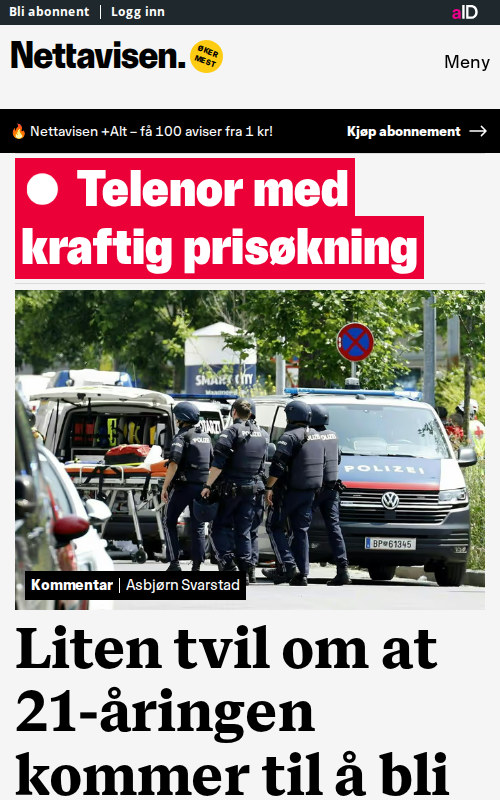 Bli abonnent | Logg inn
aID
Nettavisen.
ØKER
MEST
Meny
Nettavisen +Alt – få 100 aviser fra 1 kr!
Kjøp abonnement
Telenor med
kraftig prisøkning
SMART CITY
POLIZEI
POLIZEI
BP 61345
Kommentar | Asbjørn Svarstad
Liten tvil om at
21-åringen
kommer til å bli